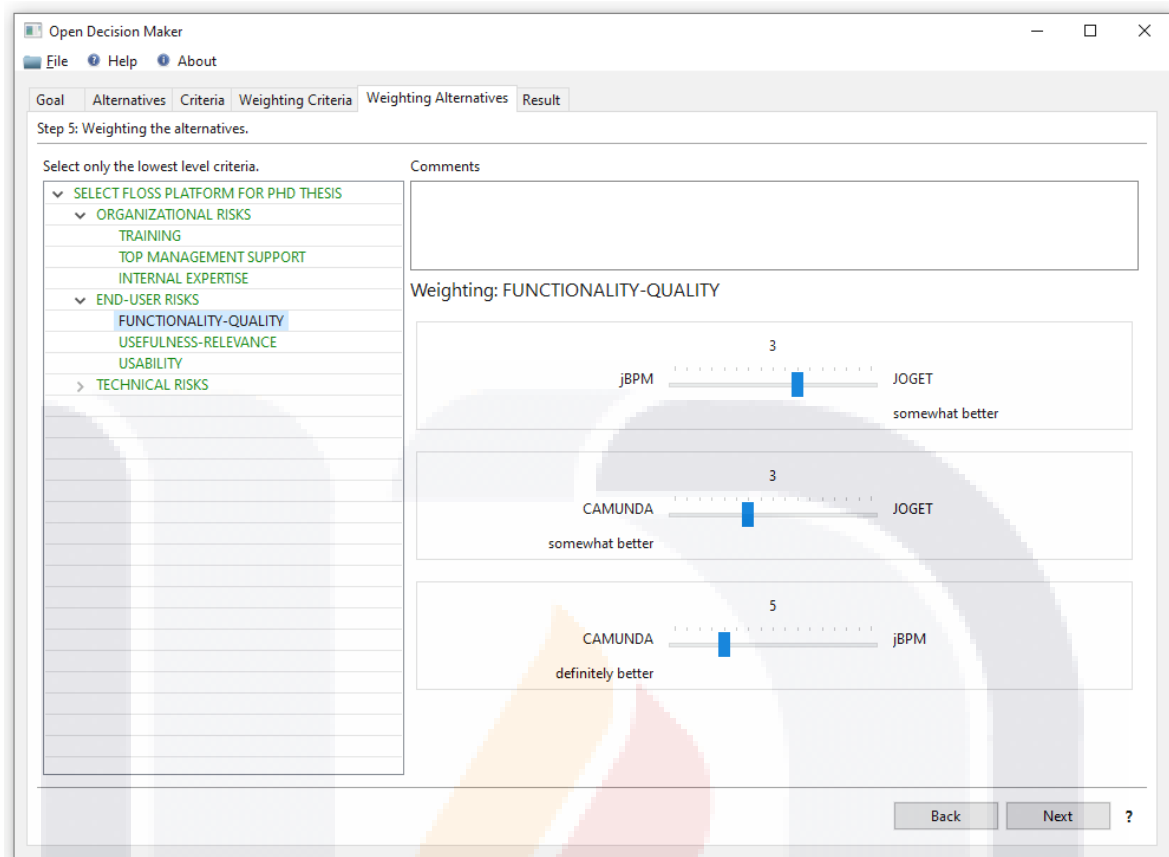 Open Decision Maker
File Help About
Goal Alternatives Criteria Weighting Criteria Weighting Alternatives Result
Step 5: Weighting the alternatives.
Select only the lowest level criteria.
SELECT FLOSS PLATFORM FOR PHD THESIS
ORGANIZATIONAL RISKS
TRAINING
TOP MANAGEMENT SUPPORT
INTERNAL EXPERTISE
END-USER RISKS
FUNCTIONALITY-QUALITY
USEFULNESS-RELEVANCE
USABILITY
TECHNICAL RISKS
Comments
Weighting: FUNCTIONALITY-QUALITY
3
jBPM JOGET
somewhat better
3
CAMUNDA JOGET
somewhat better
5
CAMUNDA jBPM
definitely better
Back Next ?